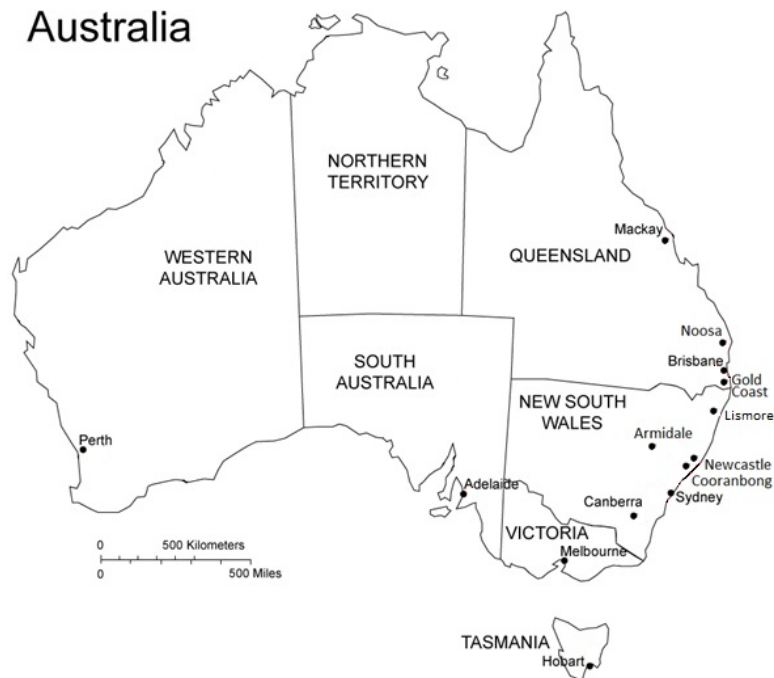 Australia
NORTHERN
TERRITORY
Mackay
WESTERN
AUSTRALIA
QUEENSLAND
Noosa
Brisbane
SOUTH
AUSTRALIA
Gold
Coast
NEW SOUTH
WALES
Lismore
Armidale
Perth
Newcastle
Cooranbong
Adelaide
Sydney
Canberra
VICTORIA
Melbourne
0 500 Kilometers
0 500 Miles
TASMANIA
Hobart